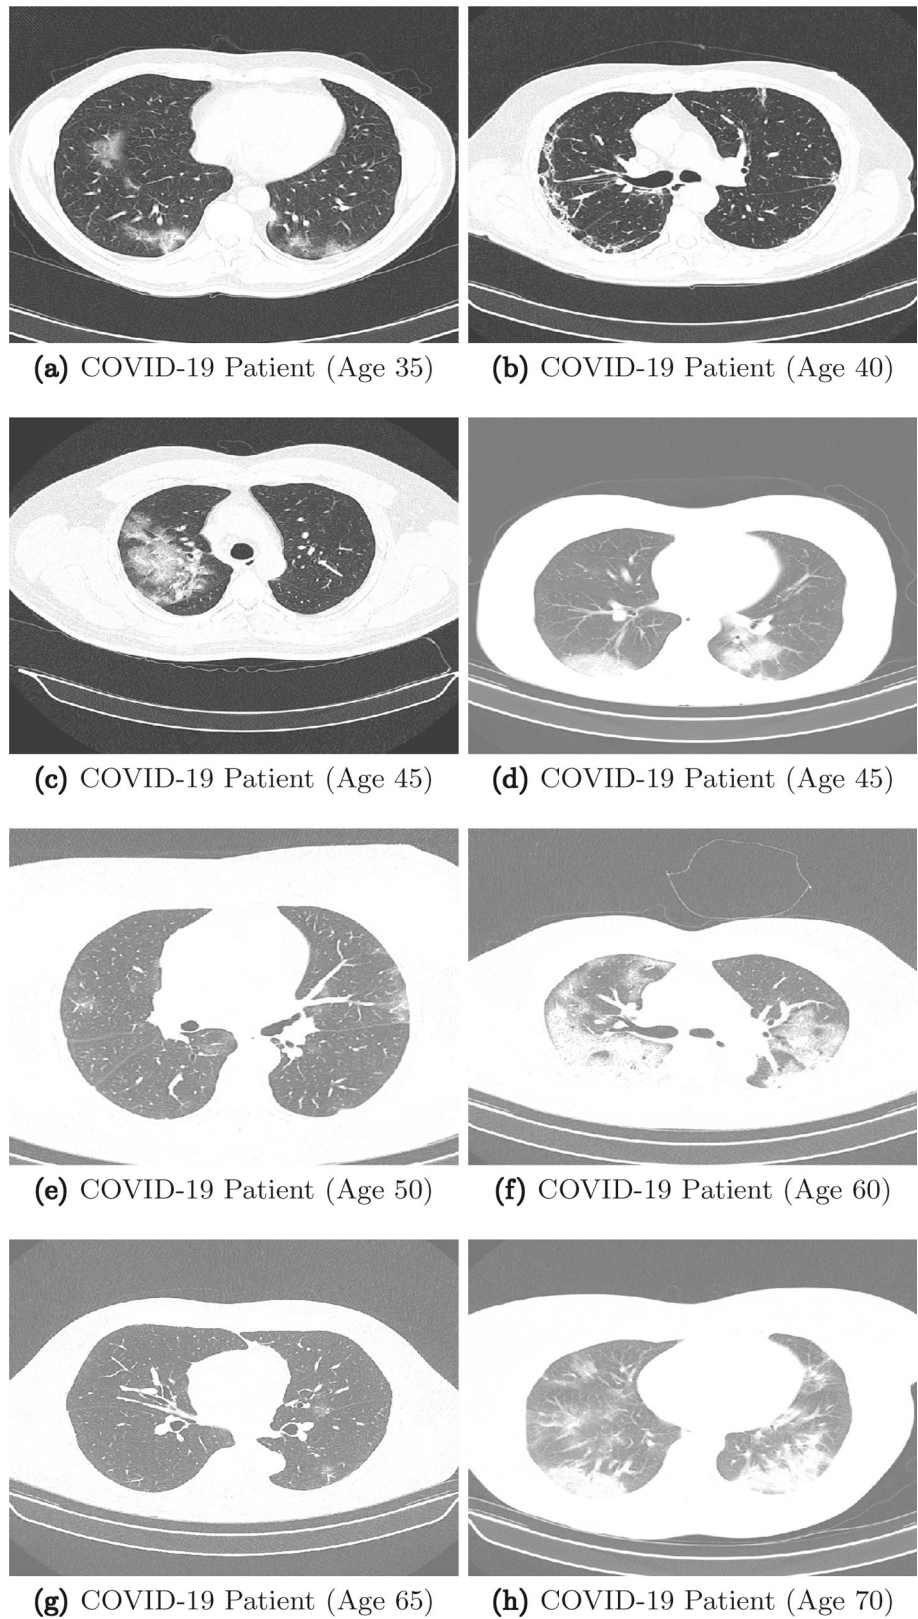 (a) COVID-19 Patient (Age 35)
(b) COVID-19 Patient (Age 40)
(c) COVID-19 Patient (Age 45)
(d) COVID-19 Patient (Age 45)
(e) COVID-19 Patient (Age 50)
(f) COVID-19 Patient (Age 60)
(g) COVID-19 Patient (Age 65)
(h) COVID-19 Patient (Age 70)